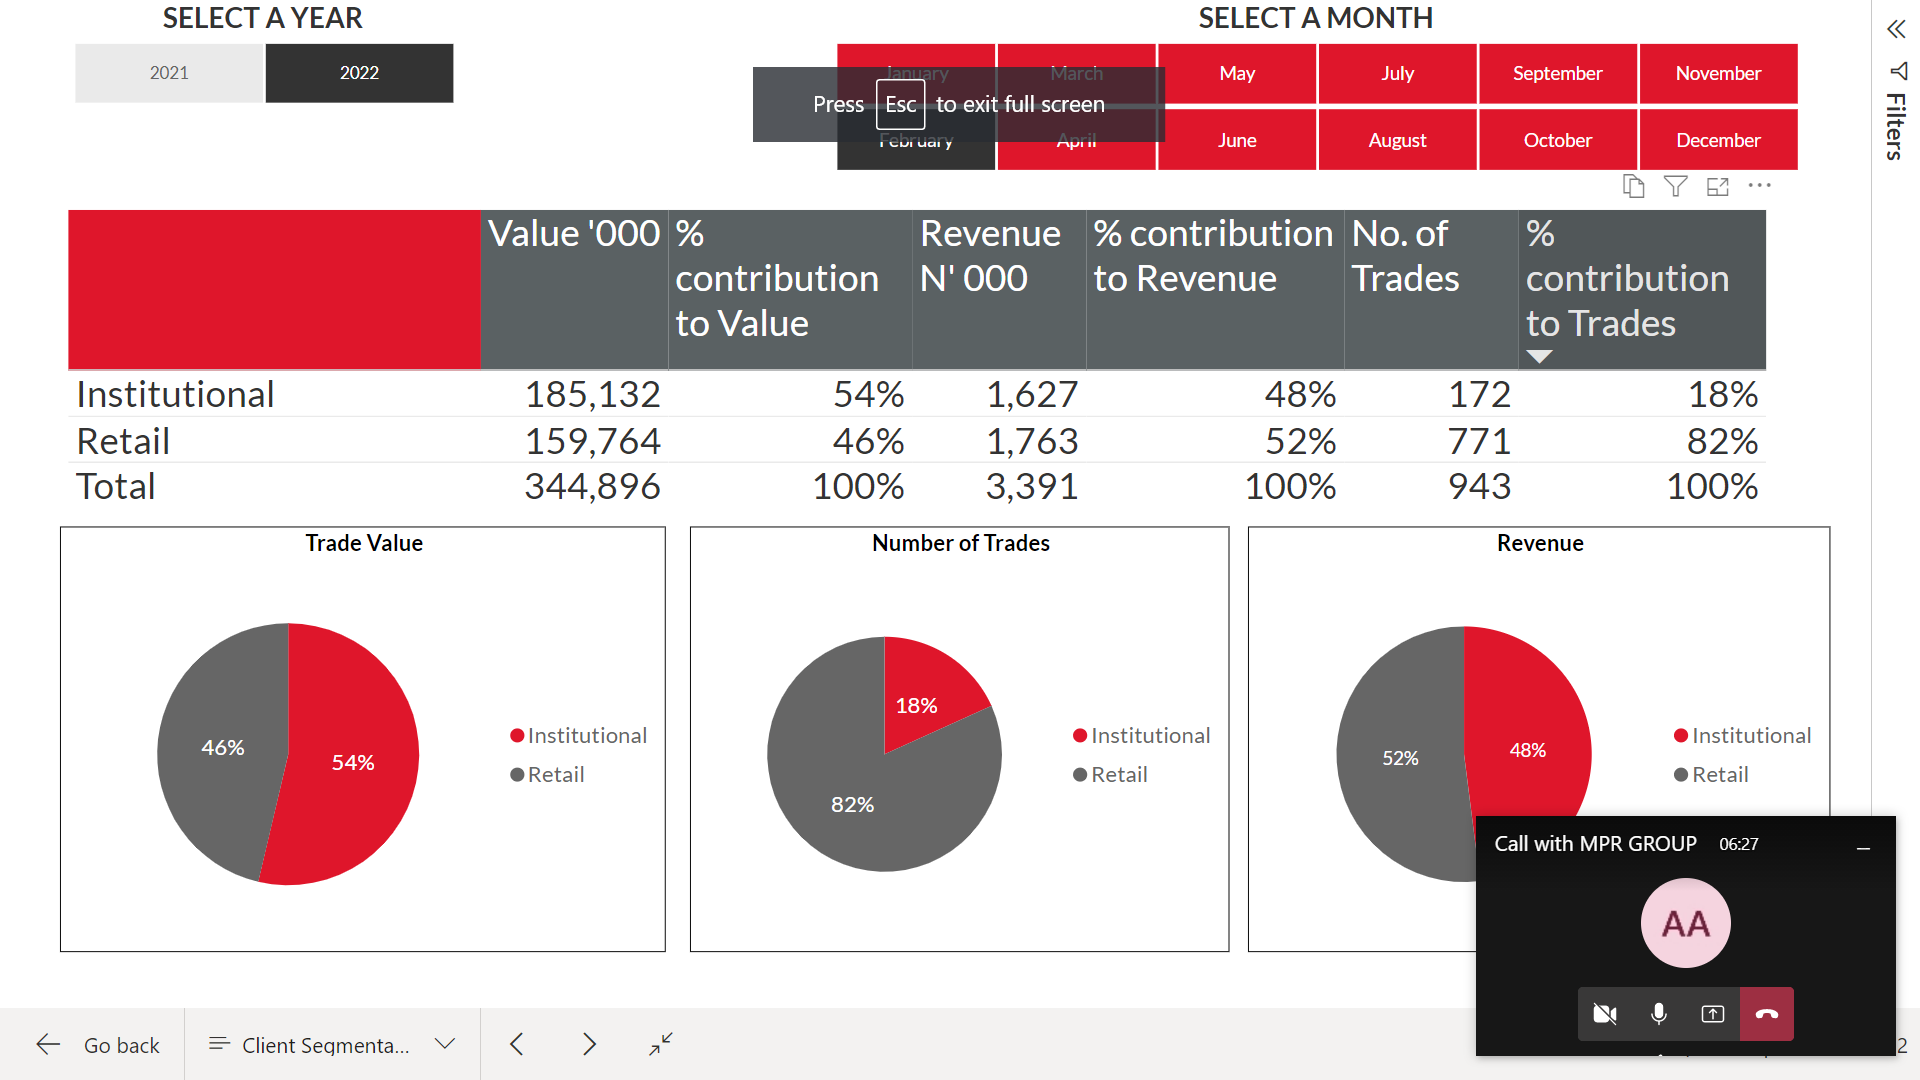 SELECT A YEAR
SELECT A MONTH
2021
2022
January
March
May
July
September
November
Press Esc to exit full screen
February
April
June
August
October
December
Filters
Value '000
% contribution to Value
Revenue N' 000
% contribution to Revenue
No. of Trades
% contribution to Trades
Institutional 185,132 54% 1,627 48% 172 18%
Retail 159,764 46% 1,763 52% 771 82%
Total 344,896 100% 3,391 100% 943 100%
Trade Value
46%
54%
Institutional
Retail
Number of Trades
18%
82%
Institutional
Retail
Revenue
52%
48%
Institutional
Retail
Call with MPR GROUP 06:27
AA
Go back
Client Segmenta...
2